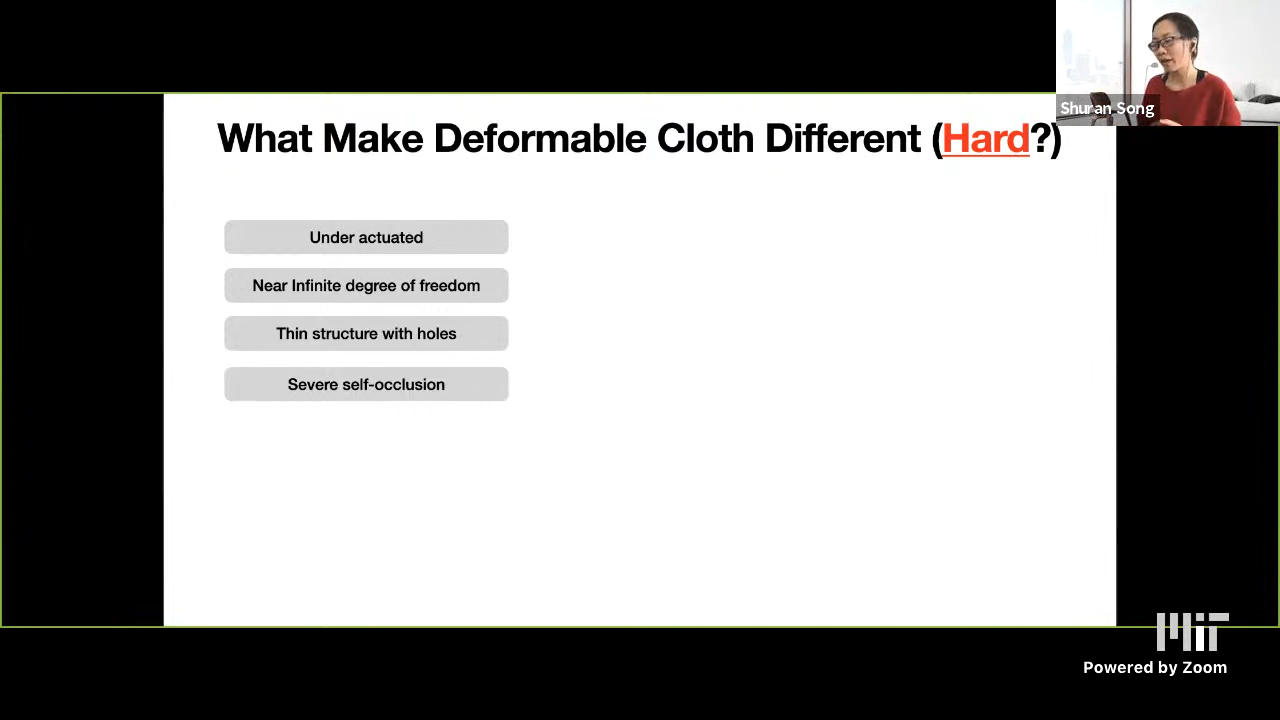 Shuran Song
What Make Deformable Cloth Different (Hard?)
Under actuated
Near Infinite degree of freedom
Thin structure with holes
Severe self-occlusion
MIT
Powered by Zoom